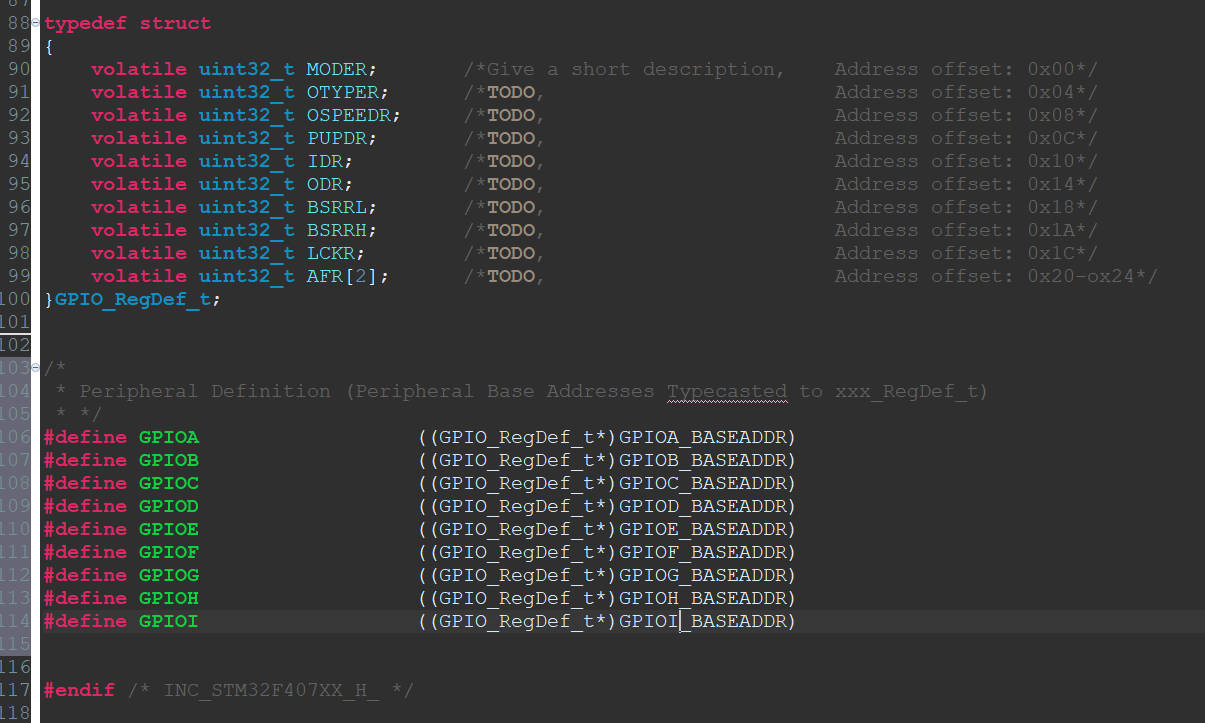 87
88 typedef struct
89 {
90 volatile uint32_t MODER; /*Give a short description, Address offset: 0x00*/
91 volatile uint32_t OTYPER; /*TODO, Address offset: 0x04*/
92 volatile uint32_t OSPEEDR; /*TODO, Address offset: 0x08*/
93 volatile uint32_t PUPDR; /*TODO, Address offset: 0x0C*/
94 volatile uint32_t IDR; /*TODO, Address offset: 0x10*/
95 volatile uint32_t ODR; /*TODO, Address offset: 0x14*/
96 volatile uint32_t BSRRL; /*TODO, Address offset: 0x18*/
97 volatile uint32_t BSRRH; /*TODO, Address offset: 0x1A*/
98 volatile uint32_t LCKR; /*TODO, Address offset: 0x1C*/
99 volatile uint32_t AFR[2]; /*TODO, Address offset: 0x20-ox24*/
100 }GPIO_RegDef_t;
101
102
103 /*
104 * Peripheral Definition (Peripheral Base Addresses Typecasted to xxx_RegDef_t)
105 * */
106 #define GPIOA ((GPIO_RegDef_t*)GPIOA_BASEADDR)
107 #define GPIOB ((GPIO_RegDef_t*)GPIOB_BASEADDR)
108 #define GPIOC ((GPIO_RegDef_t*)GPIOC_BASEADDR)
109 #define GPIOD ((GPIO_RegDef_t*)GPIOD_BASEADDR)
110 #define GPIOE ((GPIO_RegDef_t*)GPIOE_BASEADDR)
111 #define GPIOF ((GPIO_RegDef_t*)GPIOF_BASEADDR)
112 #define GPIOG ((GPIO_RegDef_t*)GPIOG_BASEADDR)
113 #define GPIOH ((GPIO_RegDef_t*)GPIOH_BASEADDR)
114 #define GPIOI ((GPIO_RegDef_t*)GPIOI_BASEADDR)
115
116
117 #endif /* INC_STM32F407XX_H_ */
118